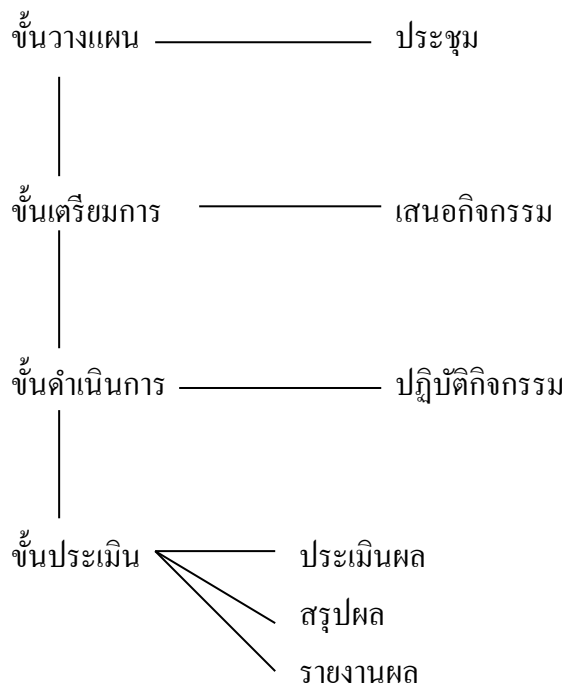 ขั้นวางแผน ประชุม
ขั้นเตรียมการ เสนอกิจกรรม
ขั้นดำเนินการ ปฏิบัติกิจกรรม
ขั้นประเมิน ประเมินผล
สรุปผล
รายงานผล